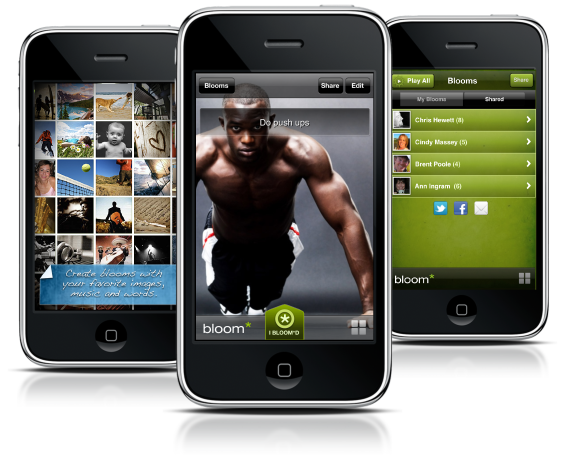 Create blooms with
your favorite images,
music and words.
Blooms
Share
Edit
Do push ups
bloom*
I BLOOM'D
Play All
Blooms
Share
My Blooms
Shared
Chris Hewett (8)
Cindy Massey (5)
Brent Poole (4)
Ann Ingram (6)
bloom*